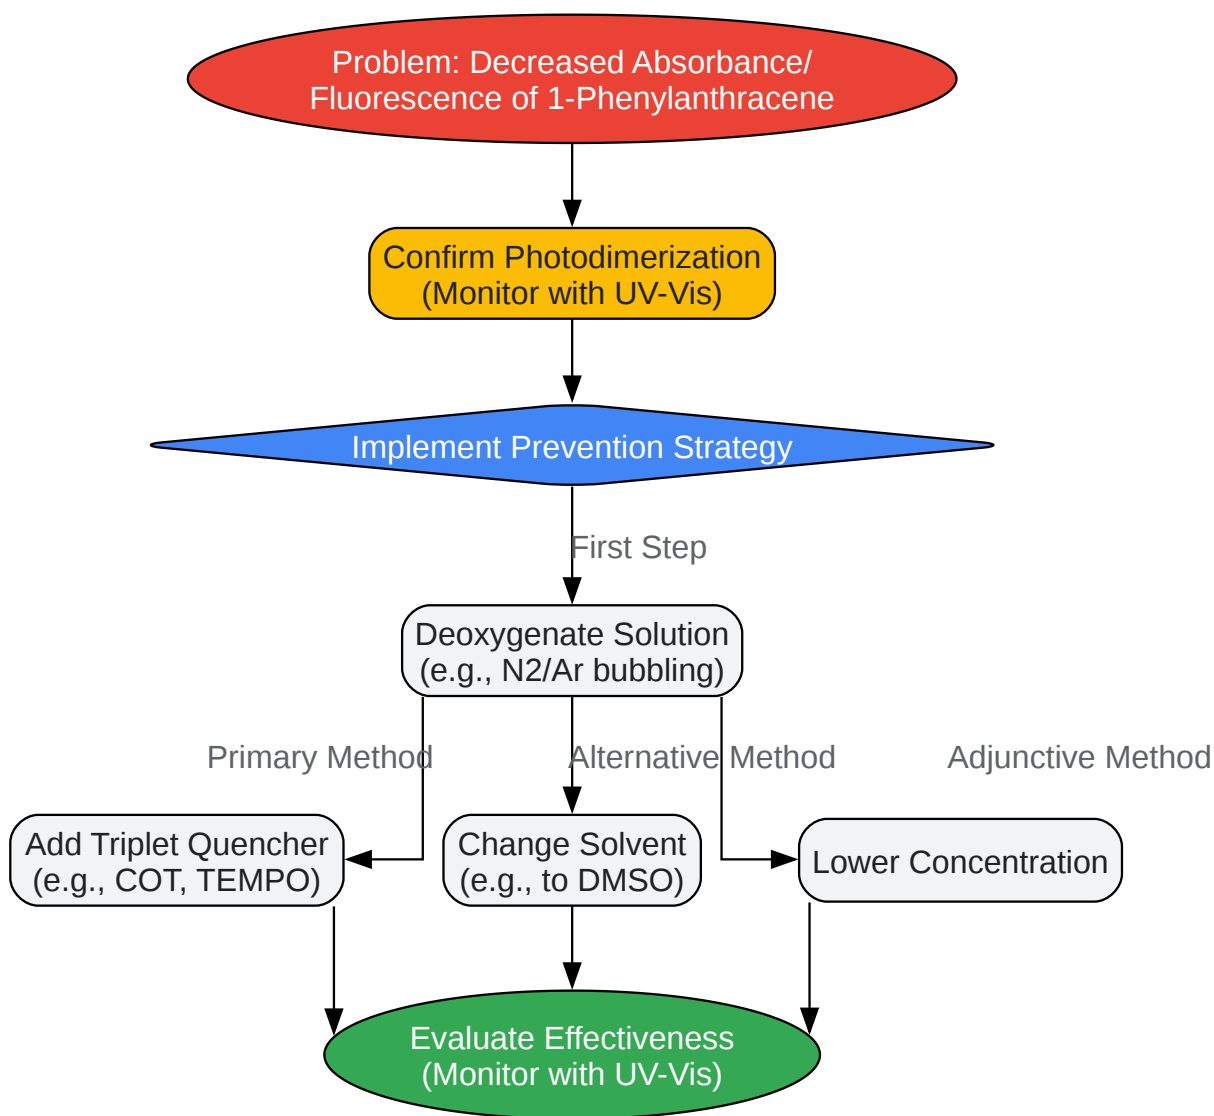 Problem: Decreased Absorbance/
Fluorescence of 1-Phenylanthracene
Confirm Photodimerization
(Monitor with UV-Vis)
Implement Prevention Strategy
First Step
Deoxygenate Solution
(e.g., N2/Ar bubbling)
Primary Method
Alternative Method
Adjunctive Method
Add Triplet Quencher
(e.g., COT, TEMPO)
Change Solvent
(e.g., to DMSO)
Lower Concentration
Evaluate Effectiveness
(Monitor with UV-Vis)